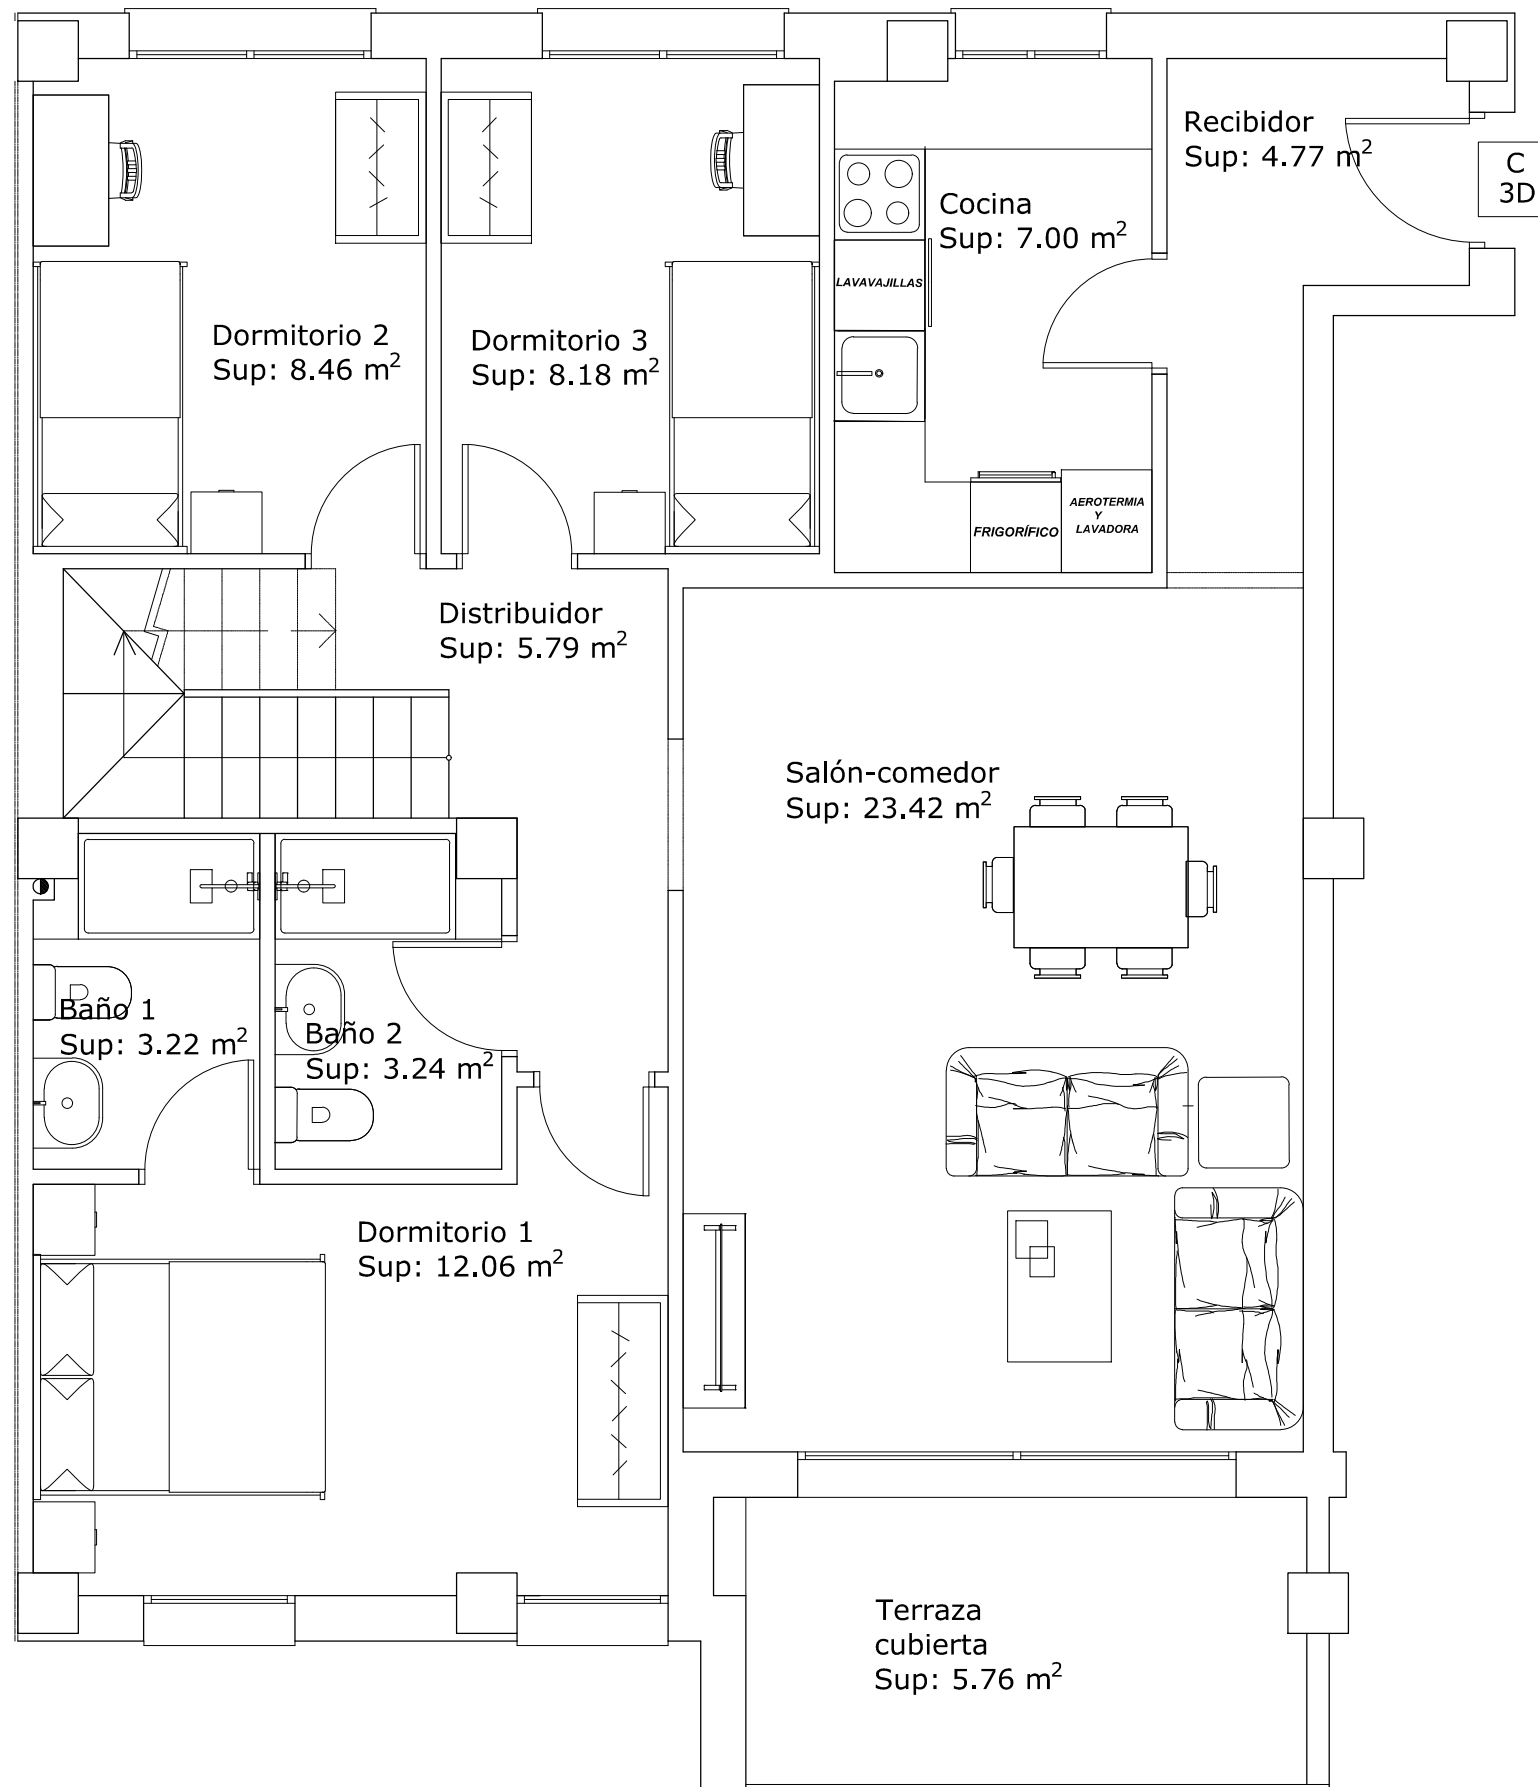 Recibidor
Sup: 4.77 m²
C
3D
Cocina
Sup: 7.00 m²
LAVAVAJILLAS
Dormitorio 2
Sup: 8.46 m²
Dormitorio 3
Sup: 8.18 m²
AEROTERMIA
Y
LAVADORA
FRIGORÍFICO
Distribuidor
Sup: 5.79 m²
Salón-comedor
Sup: 23.42 m²
Baño 1
Sup: 3.22 m²
Baño 2
Sup: 3.24 m²
Dormitorio 1
Sup: 12.06 m²
Terraza
cubierta
Sup: 5.76 m²